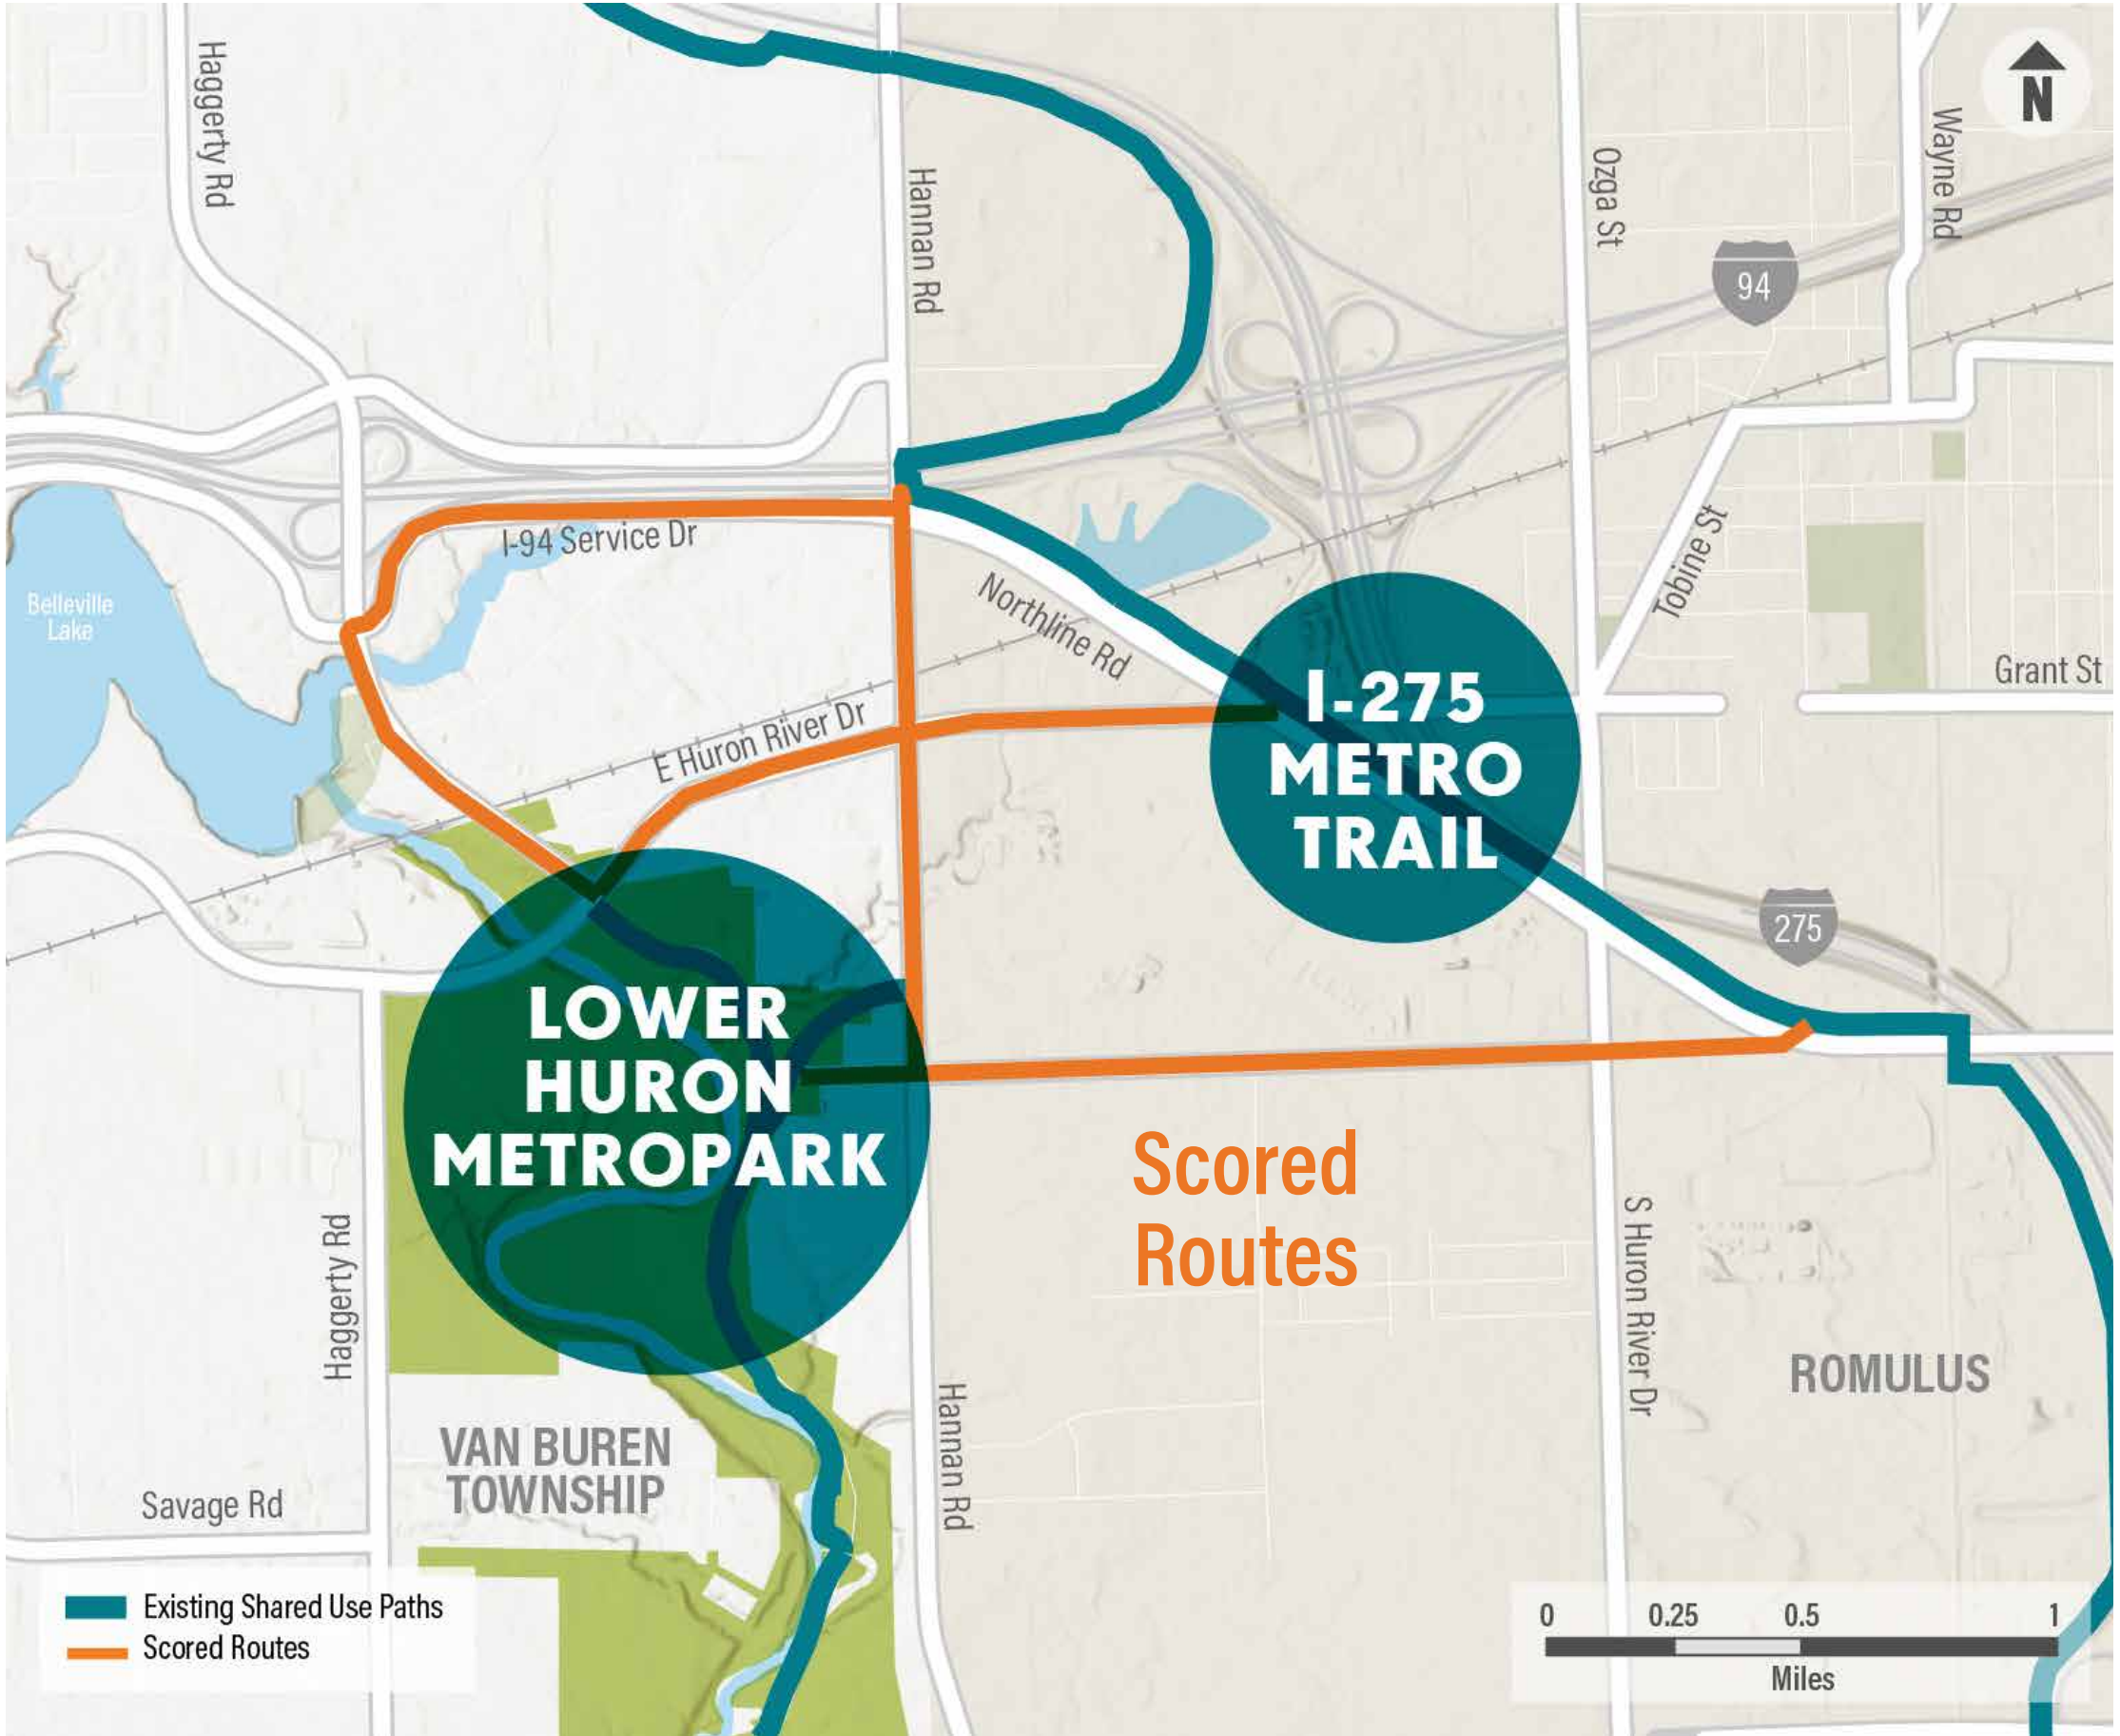 N
Haggerty Rd
Hannan Rd
Ozga St
Wayne Rd
94
I-94 Service Dr
Belleville
Lake
Northline Rd
Tobine St
Grant St
E Huron River Dr
I-275
METRO
TRAIL
275
LOWER
HURON
METROPARK
Scored
Routes
Haggerty Rd
S Huron River Dr
ROMULUS
Hannan Rd
VAN BUREN
TOWNSHIP
Savage Rd
Existing Shared Use Paths
Scored Routes
0 0.25 0.5 1
Miles